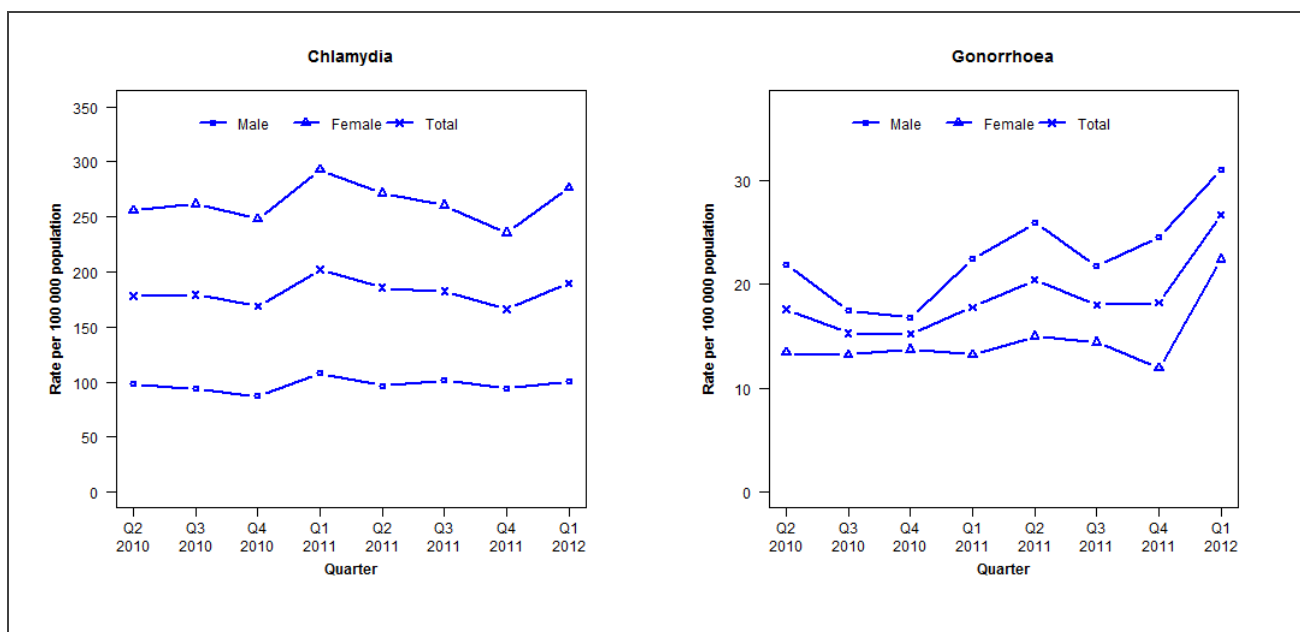 Chlamydia
Male Female Total
350
300
250
200
150
100
50
0
Rate per 100 000 population
Q2 Q3 Q4 Q1 Q2 Q3 Q4 Q1
2010 2010 2010 2011 2011 2011 2011 2012
Quarter
Gonorrhoea
Male Female Total
30
20
10
0
Rate per 100 000 population
Q2 Q3 Q4 Q1 Q2 Q3 Q4 Q1
2010 2010 2010 2011 2011 2011 2011 2012
Quarter